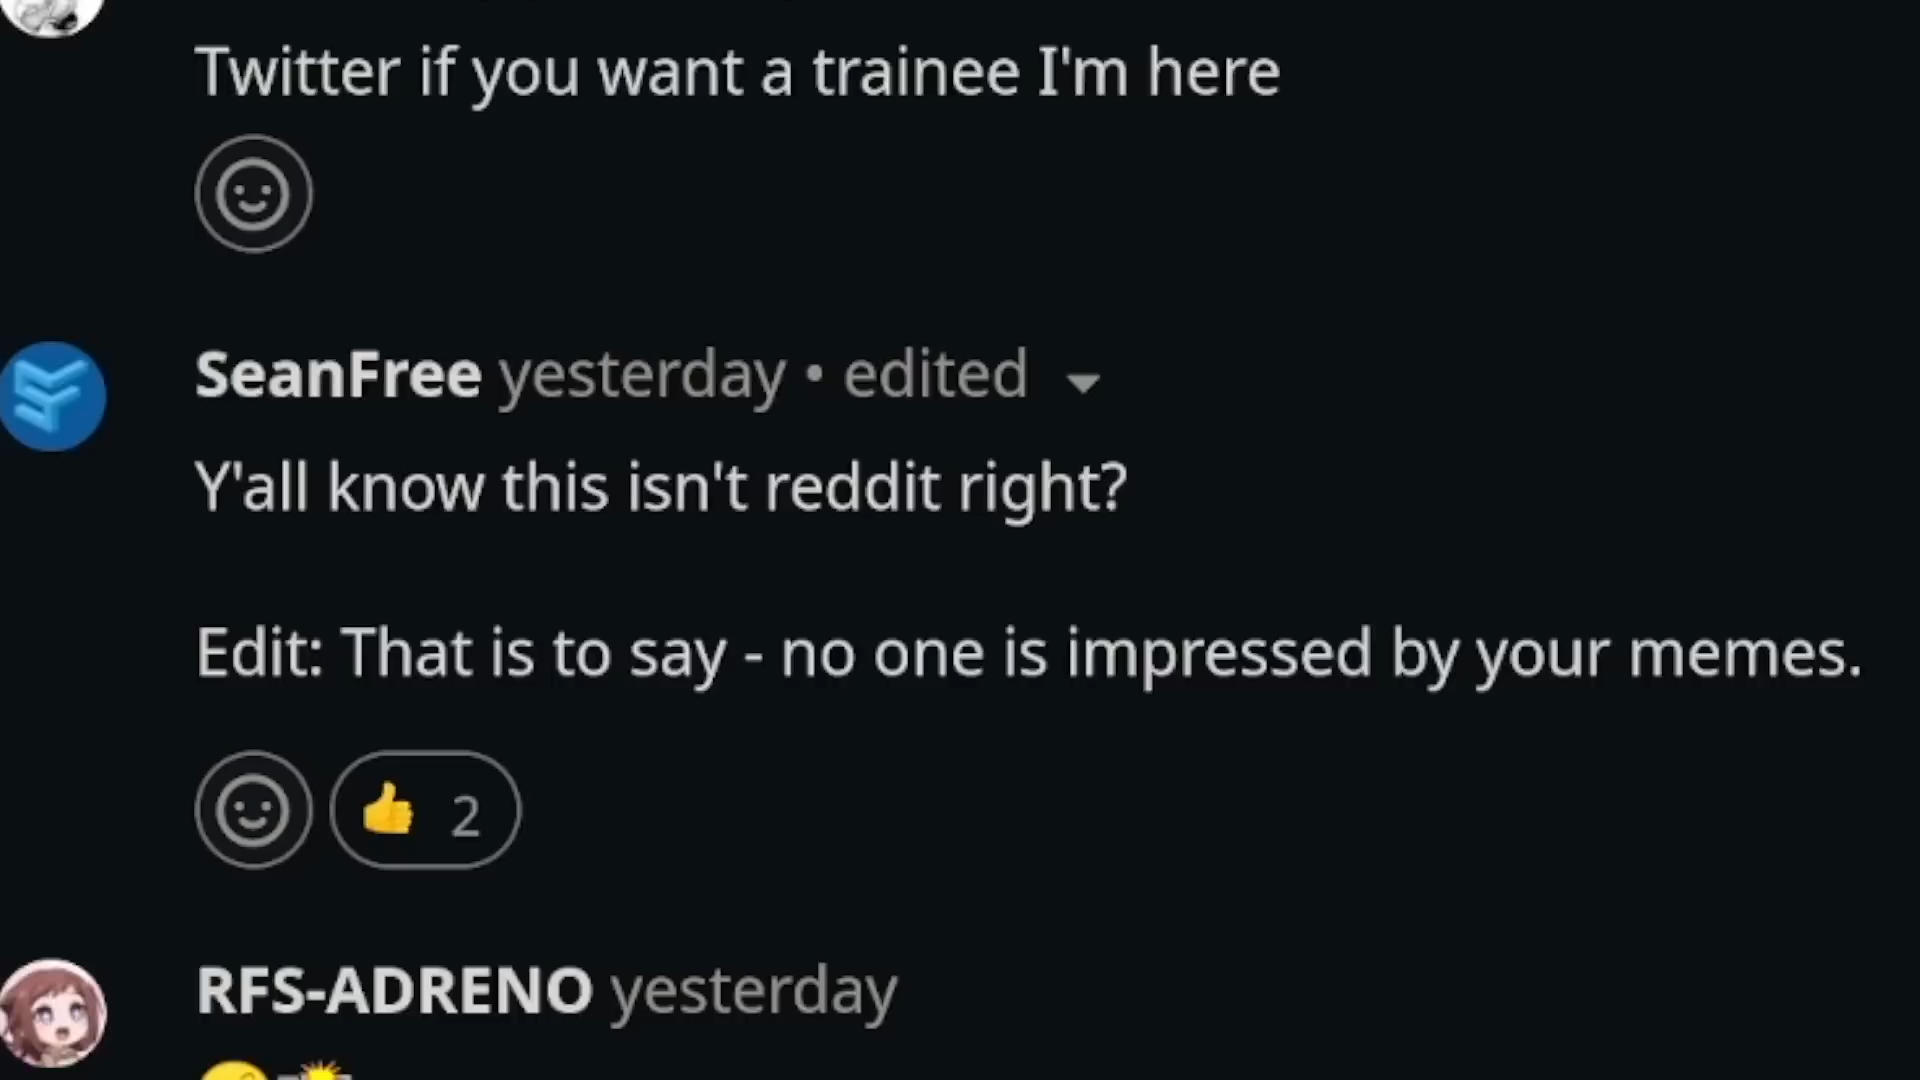 Twitter if you want a trainee I'm here
SeanFree yesterday • edited
Y'all know this isn't reddit right?
Edit: That is to say - no one is impressed by your memes.
👍 2
RFS-ADRENO yesterday